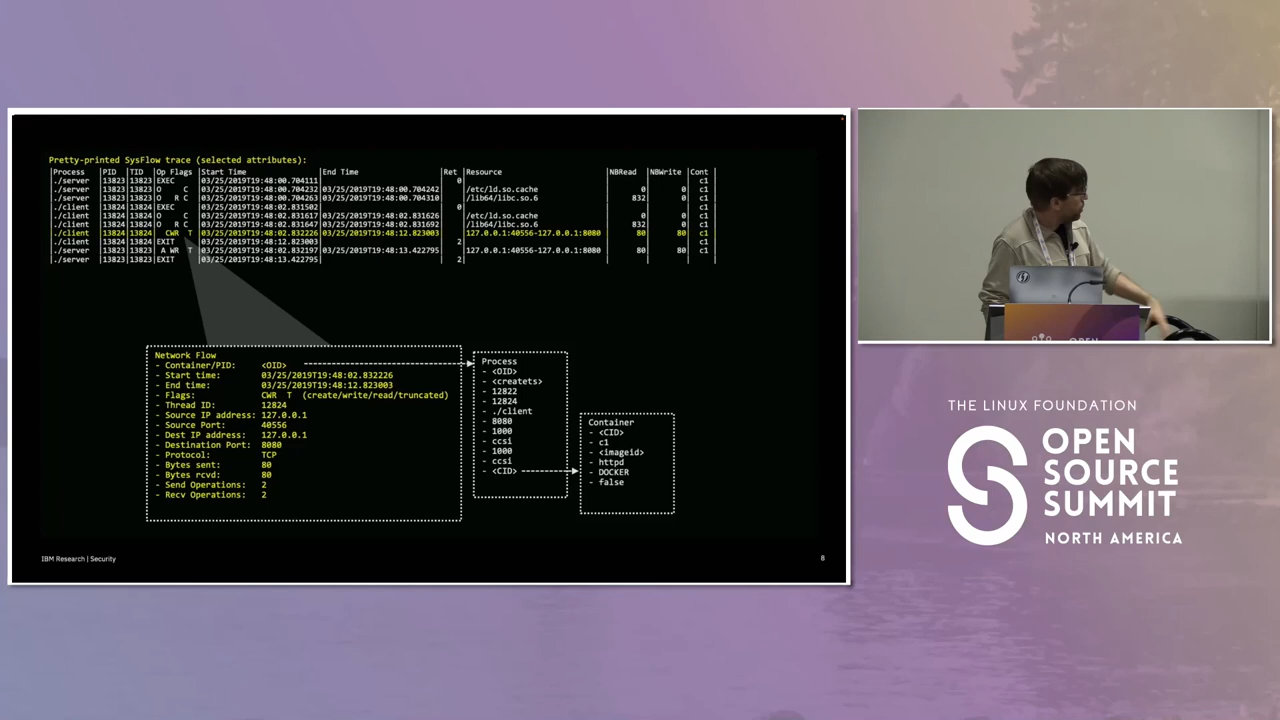 Pretty-printed SysFlow trace (selected attributes):
|Process |PID |TID |Op Flags |Start Time |End Time |Ret |Resource |NBRead |NBWrite |Cont |
|./server |13823|13823|EXEC |03/25/2019T19:48:00.704111| | 0| | | | c1 |
|./server |13823|13823|O C |03/25/2019T19:48:00.704232|03/25/2019T19:48:00.704242| |/etc/ld.so.cache | 0| 0| c1 |
|./server |13823|13823|O R C |03/25/2019T19:48:00.704263|03/25/2019T19:48:00.704310| |/lib64/libc.so.6 | 832| 0| c1 |
|./client |13824|13824|EXEC |03/25/2019T19:48:02.831502| | 0| | | | c1 |
|./client |13824|13824|O C |03/25/2019T19:48:02.831617|03/25/2019T19:48:02.831626| |/etc/ld.so.cache | 0| 0| c1 |
|./client |13824|13824|O R C |03/25/2019T19:48:02.831647|03/25/2019T19:48:02.831692| |/lib64/libc.so.6 | 832| 0| c1 |
|./client |13824|13824| CWR T |03/25/2019T19:48:02.832226|03/25/2019T19:48:12.823003| |127.0.0.1:40556-127.0.0.1:8080 | 80| 80| c1 |
|./client |13824|13824|EXIT |03/25/2019T19:48:12.823003| | 2| | | | c1 |
|./server |13823|13823| A WR T |03/25/2019T19:48:02.832197|03/25/2019T19:48:13.422795| |127.0.0.1:40556-127.0.0.1:8080 | 80| 80| c1 |
|./server |13823|13823|EXIT |03/25/2019T19:48:13.422795| | 2| | | | |
Network Flow
- Container/PID: <OID>
- Start time: 03/25/2019T19:48:02.832226
- End time: 03/25/2019T19:48:12.823003
- Flags: CWR T (create/write/read/truncated)
- Thread ID: 12824
- Source IP address: 127.0.0.1
- Source Port: 40556
- Dest IP address: 127.0.0.1
- Destination Port: 8080
- Protocol: TCP
- Bytes sent: 80
- Bytes rcvd: 80
- Send Operations: 2
- Recv Operations: 2
Process
- <OID>
- <createts>
- 12822
- 12824
- ./client
- 8080
- 1000
- ccsi
- 1000
- ccsi
- <CID>
Container
- <CID>
- c1
- <imageid>
- httpd
- DOCKER
- false
IBM Research | Security
8
THE LINUX FOUNDATION
OPEN
SOURCE
SUMMIT
NORTH AMERICA